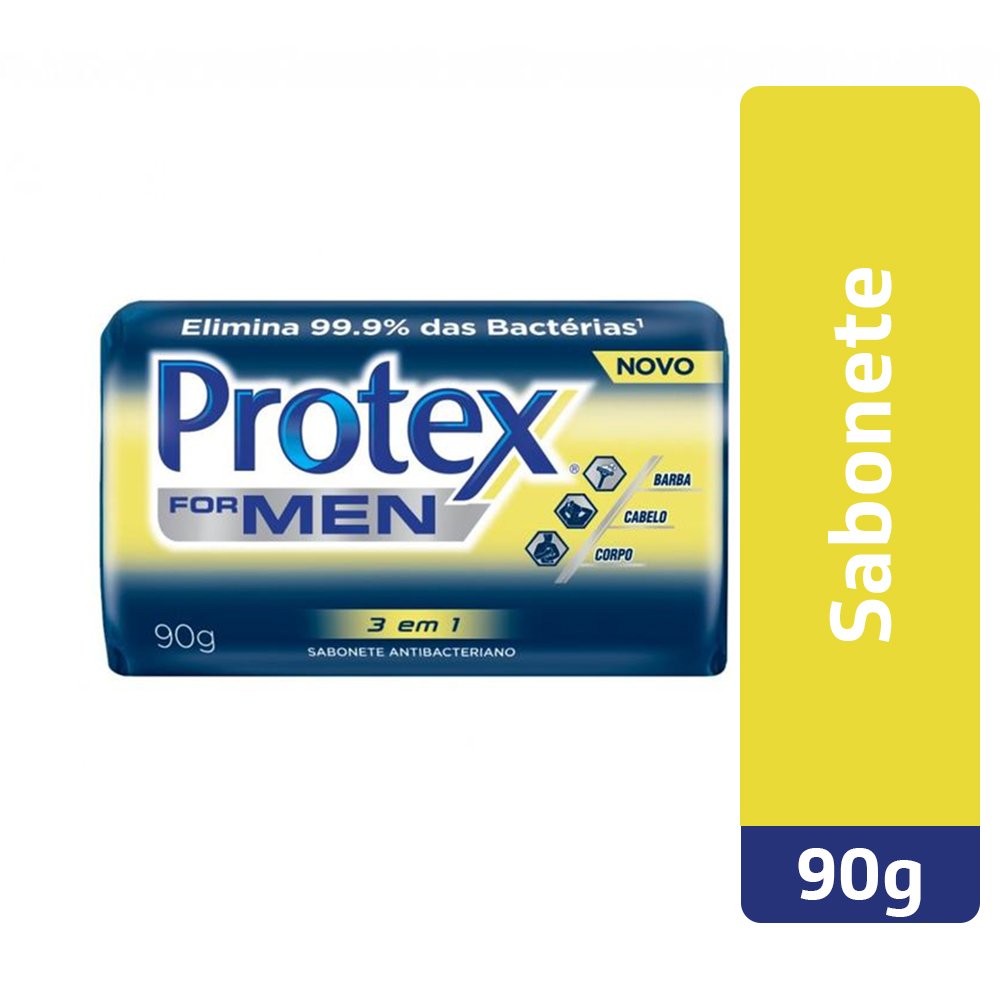 Elimina 99.9% das Bactérias¹
NOVO
Protex®
FOR MEN
BARBA
CABELO
CORPO
3 em 1
90g
SABONETE ANTIBACTERIANO
Sabonete
90g